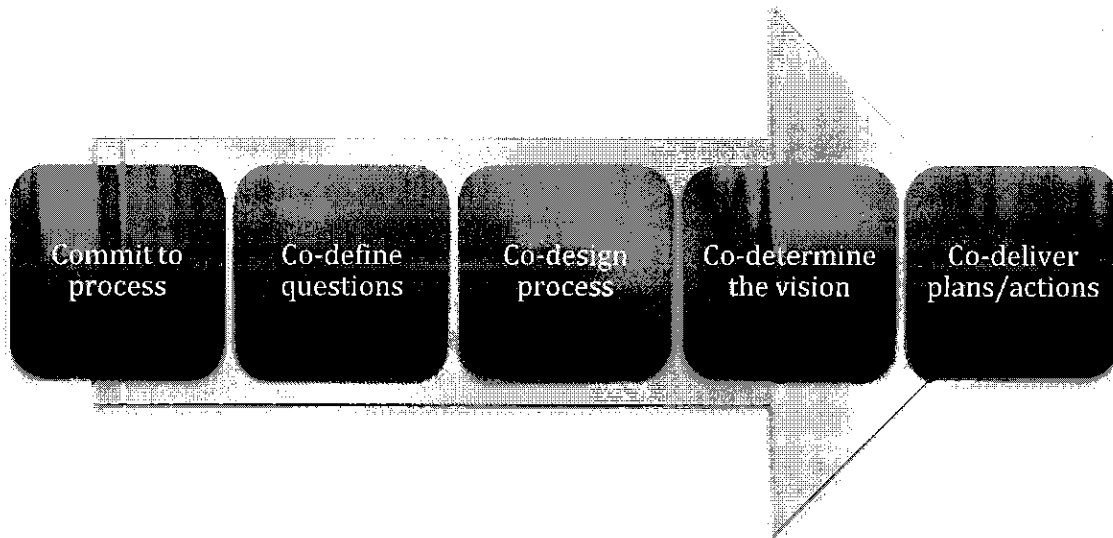 Commit to
process
Co-define
questions
Co-design
process
Co-determine
the vision
Co-deliver
plans/actions